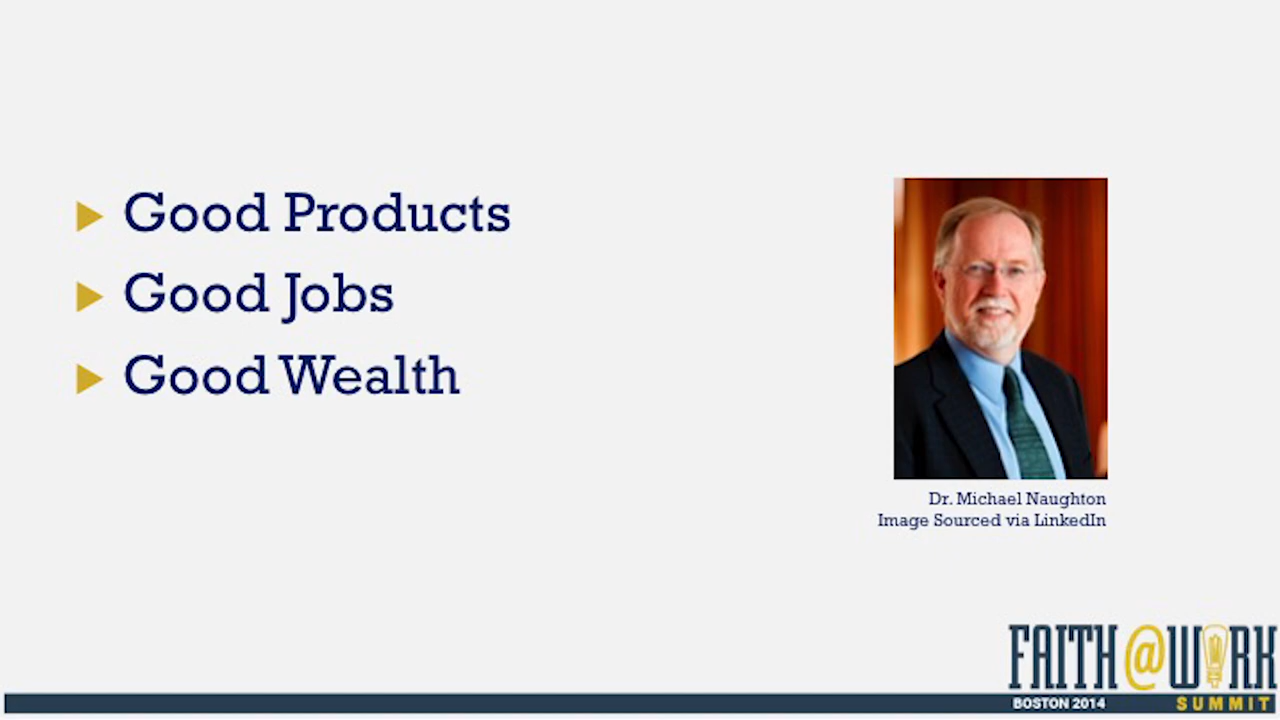 Good Products
Good Jobs
Good Wealth
Dr. Michael Naughton
Image Sourced via LinkedIn
FAITH@WORK
BOSTON 2014 SUMMIT